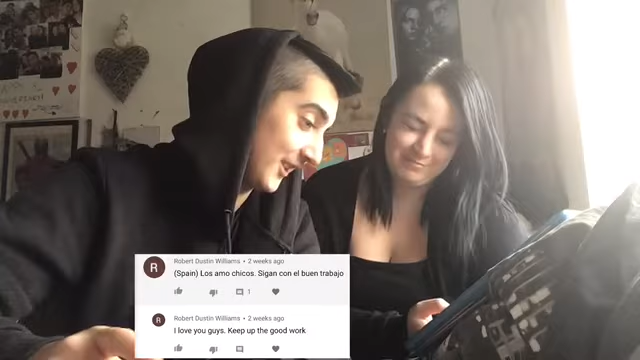 R
Robert Dustin Williams • 2 weeks ago
(Spain) Los amo chicos. Sigan con el buen trabajo
1
R
Robert Dustin Williams • 2 weeks ago
I love you guys. Keep up the good work